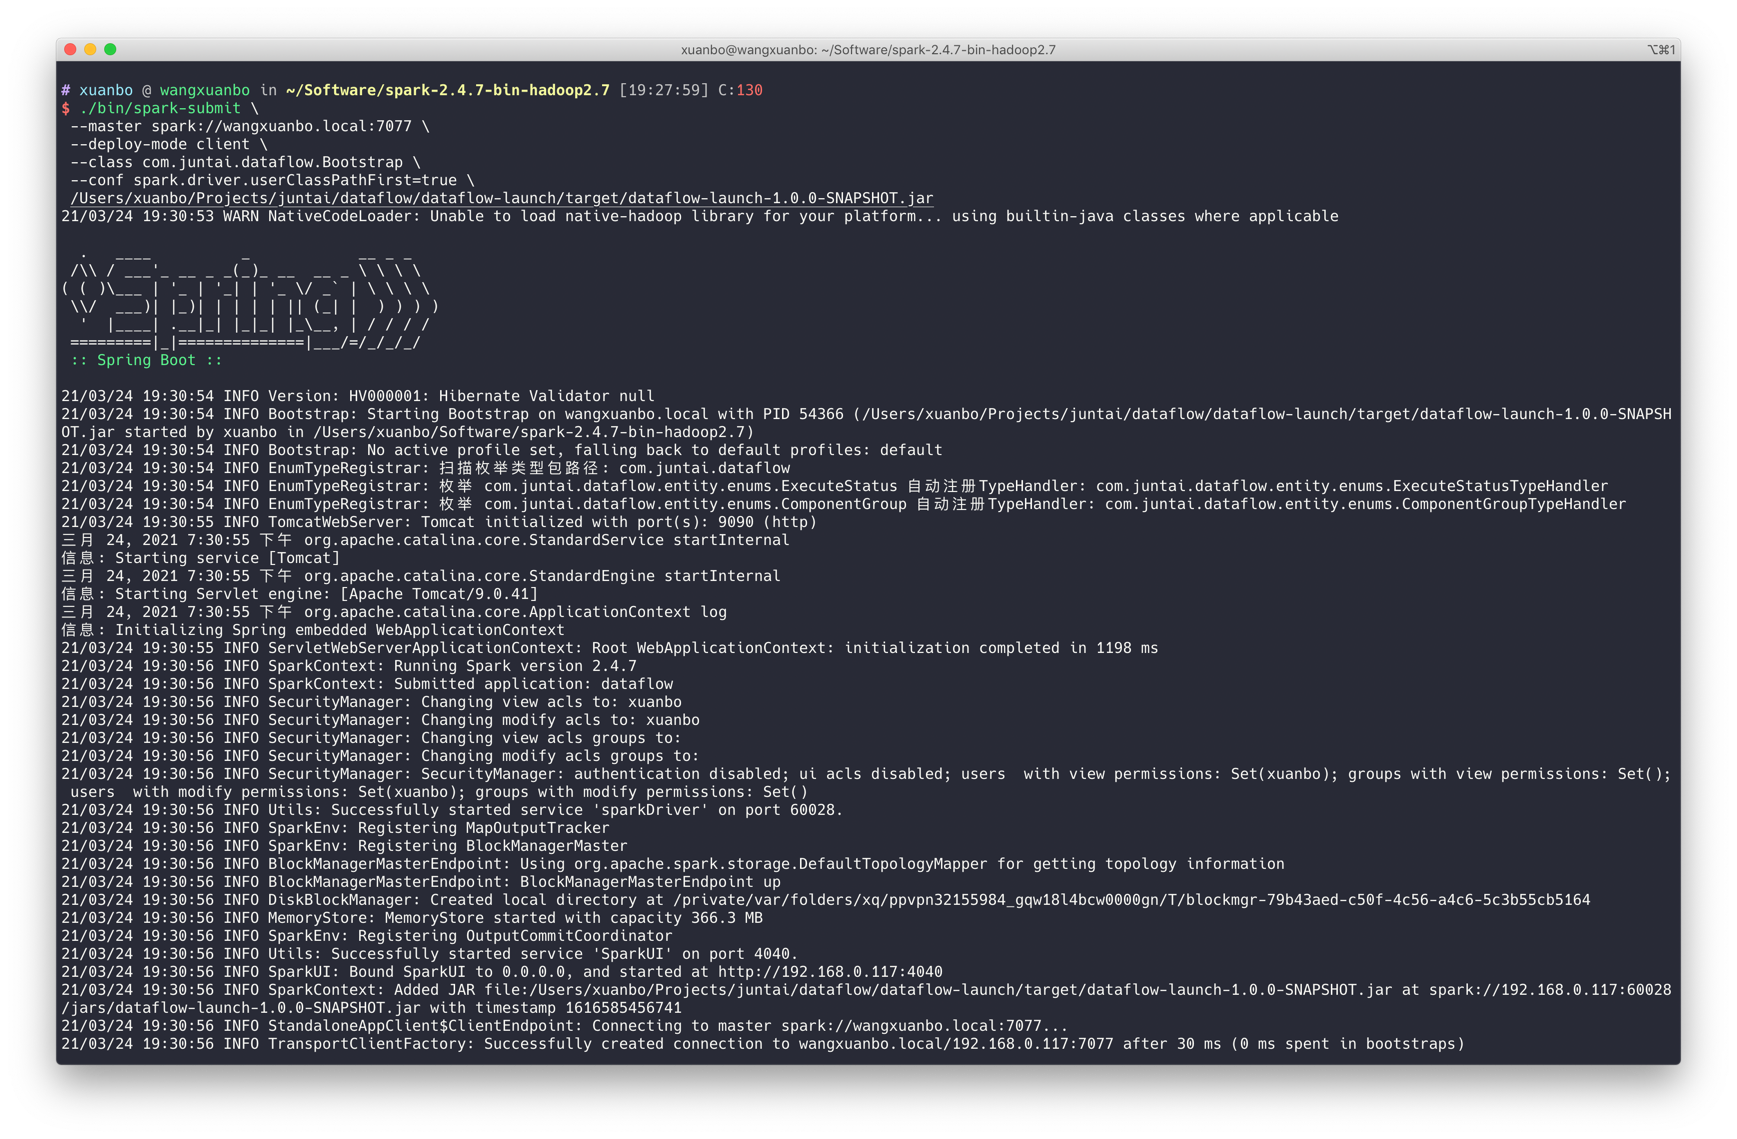 xuanbo@wangxuanbo: ~/Software/spark-2.4.7-bin-hadoop2.7
⌥⌘1
# xuanbo @ wangxuanbo in ~/Software/spark-2.4.7-bin-hadoop2.7 [19:27:59] C:130
$ ./bin/spark-submit \
 --master spark://wangxuanbo.local:7077 \
 --deploy-mode client \
 --class com.juntai.dataflow.Bootstrap \
 --conf spark.driver.userClassPathFirst=true \
 /Users/xuanbo/Projects/juntai/dataflow/dataflow-launch/target/dataflow-launch-1.0.0-SNAPSHOT.jar
21/03/24 19:30:53 WARN NativeCodeLoader: Unable to load native-hadoop library for your platform... using builtin-java classes where applicable
  .   ____          _            __ _ _
 /\\ / ___'_ __ _ _(_)_ __  __ _ \ \ \ \
( ( )\___ | '_ | '_| | '_ \/ _` | \ \ \ \
 \\/  ___)| |_)| | | | | || (_| |  ) ) ) )
  '  |____| .__|_| |_|_| |_\__, | / / / /
 =========|_|==============|___/=/_/_/_/
 :: Spring Boot ::
21/03/24 19:30:54 INFO Version: HV000001: Hibernate Validator null
21/03/24 19:30:54 INFO Bootstrap: Starting Bootstrap on wangxuanbo.local with PID 54366 (/Users/xuanbo/Projects/juntai/dataflow/dataflow-launch/target/dataflow-launch-1.0.0-SNAPSH
OT.jar started by xuanbo in /Users/xuanbo/Software/spark-2.4.7-bin-hadoop2.7)
21/03/24 19:30:54 INFO Bootstrap: No active profile set, falling back to default profiles: default
21/03/24 19:30:54 INFO EnumTypeRegistrar: 扫描枚举类型包路径: com.juntai.dataflow
21/03/24 19:30:54 INFO EnumTypeRegistrar: 枚举 com.juntai.dataflow.entity.enums.ExecuteStatus 自动注册TypeHandler: com.juntai.dataflow.entity.enums.ExecuteStatusTypeHandler
21/03/24 19:30:54 INFO EnumTypeRegistrar: 枚举 com.juntai.dataflow.entity.enums.ComponentGroup 自动注册TypeHandler: com.juntai.dataflow.entity.enums.ComponentGroupTypeHandler
21/03/24 19:30:55 INFO TomcatWebServer: Tomcat initialized with port(s): 9090 (http)
三月 24, 2021 7:30:55 下午 org.apache.catalina.core.StandardService startInternal
信息: Starting service [Tomcat]
三月 24, 2021 7:30:55 下午 org.apache.catalina.core.StandardEngine startInternal
信息: Starting Servlet engine: [Apache Tomcat/9.0.41]
三月 24, 2021 7:30:55 下午 org.apache.catalina.core.ApplicationContext log
信息: Initializing Spring embedded WebApplicationContext
21/03/24 19:30:55 INFO ServletWebServerApplicationContext: Root WebApplicationContext: initialization completed in 1198 ms
21/03/24 19:30:56 INFO SparkContext: Running Spark version 2.4.7
21/03/24 19:30:56 INFO SparkContext: Submitted application: dataflow
21/03/24 19:30:56 INFO SecurityManager: Changing view acls to: xuanbo
21/03/24 19:30:56 INFO SecurityManager: Changing modify acls to: xuanbo
21/03/24 19:30:56 INFO SecurityManager: Changing view acls groups to:
21/03/24 19:30:56 INFO SecurityManager: Changing modify acls groups to:
21/03/24 19:30:56 INFO SecurityManager: SecurityManager: authentication disabled; ui acls disabled; users  with view permissions: Set(xuanbo); groups with view permissions: Set();
 users  with modify permissions: Set(xuanbo); groups with modify permissions: Set()
21/03/24 19:30:56 INFO Utils: Successfully started service 'sparkDriver' on port 60028.
21/03/24 19:30:56 INFO SparkEnv: Registering MapOutputTracker
21/03/24 19:30:56 INFO SparkEnv: Registering BlockManagerMaster
21/03/24 19:30:56 INFO BlockManagerMasterEndpoint: Using org.apache.spark.storage.DefaultTopologyMapper for getting topology information
21/03/24 19:30:56 INFO BlockManagerMasterEndpoint: BlockManagerMasterEndpoint up
21/03/24 19:30:56 INFO DiskBlockManager: Created local directory at /private/var/folders/xq/ppvpn32155984_gqw18l4bcw0000gn/T/blockmgr-79b43aed-c50f-4c56-a4c6-5c3b55cb5164
21/03/24 19:30:56 INFO MemoryStore: MemoryStore started with capacity 366.3 MB
21/03/24 19:30:56 INFO SparkEnv: Registering OutputCommitCoordinator
21/03/24 19:30:56 INFO Utils: Successfully started service 'SparkUI' on port 4040.
21/03/24 19:30:56 INFO SparkUI: Bound SparkUI to 0.0.0.0, and started at http://192.168.0.117:4040
21/03/24 19:30:56 INFO SparkContext: Added JAR file:/Users/xuanbo/Projects/juntai/dataflow/dataflow-launch/target/dataflow-launch-1.0.0-SNAPSHOT.jar at spark://192.168.0.117:60028
/jars/dataflow-launch-1.0.0-SNAPSHOT.jar with timestamp 1616585456741
21/03/24 19:30:56 INFO StandaloneAppClient$ClientEndpoint: Connecting to master spark://wangxuanbo.local:7077...
21/03/24 19:30:56 INFO TransportClientFactory: Successfully created connection to wangxuanbo.local/192.168.0.117:7077 after 30 ms (0 ms spent in bootstraps)